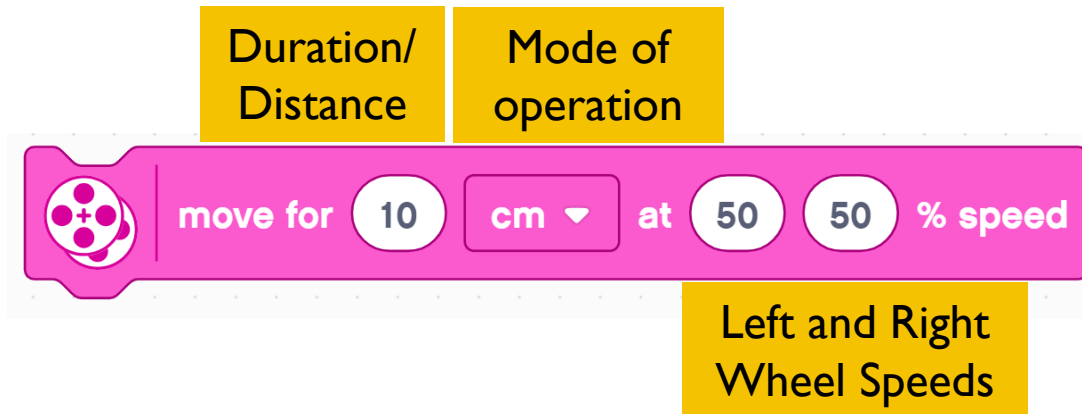 Duration/
Distance
Mode of
operation
move for 10 cm at 50 50 % speed
Left and Right
Wheel Speeds